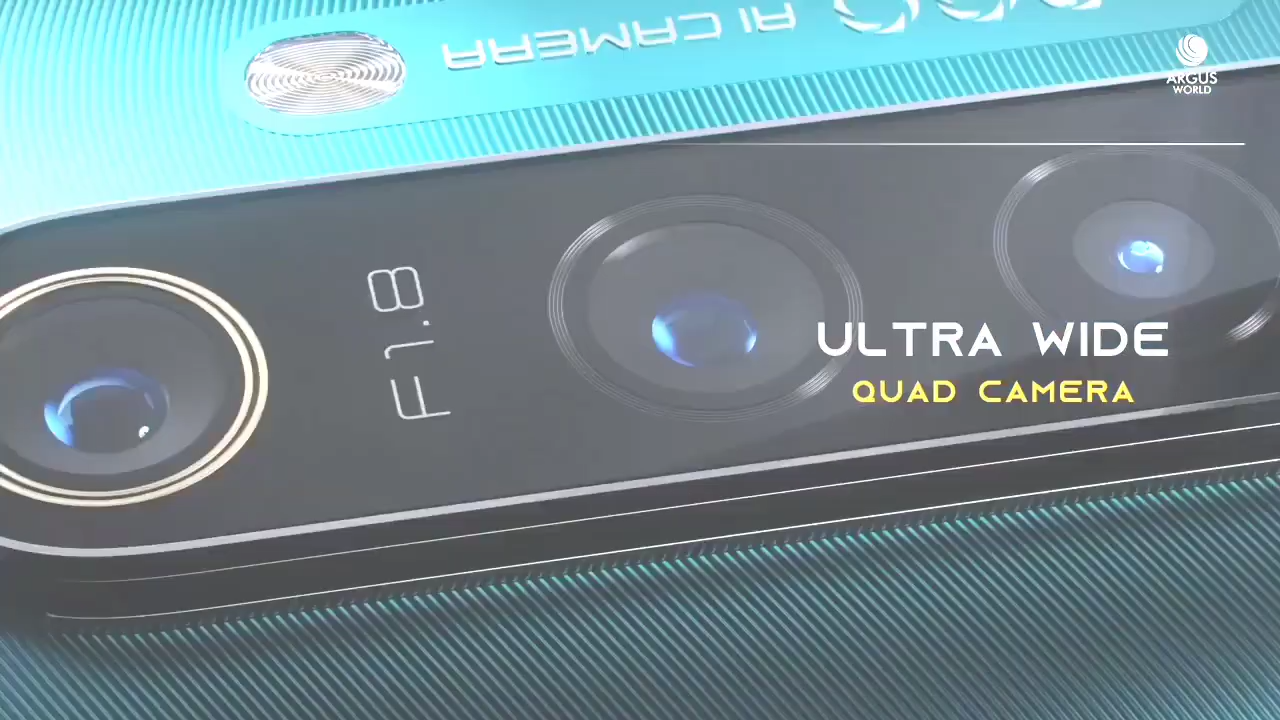 AI CAMERA
ARGUS
WORLD
F1.8
ULTRA WIDE
QUAD CAMERA